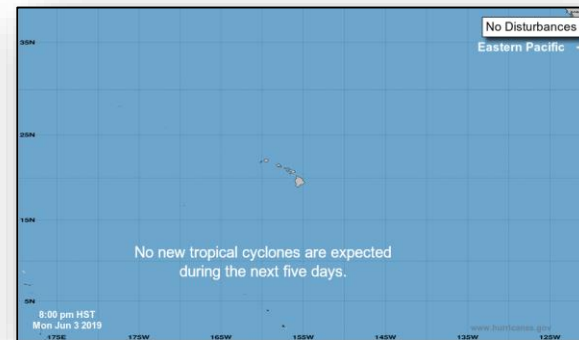 No Disturbances
35N
Eastern Pacific
25N
15N
No new tropical cyclones are expected
during the next five days.
5N
8:00 pm HST
Mon Jun 3 2019
www.hurricanes.gov
175E
175W
165W
155W
145W
135W
125W